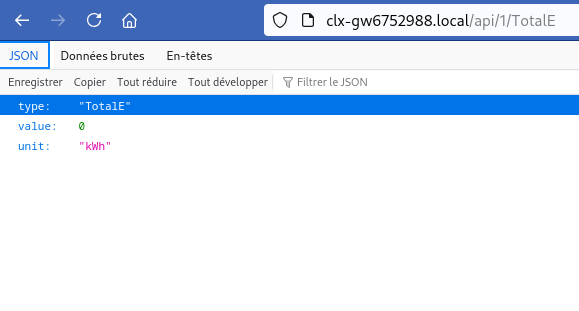 clx-gw6752988.local/api/1/TotalE
JSON Données brutes En-têtes
Enregistrer Copier Tout réduire Tout développer Filtrer le JSON
type: "TotalE"
value: 0
unit: "kWh"